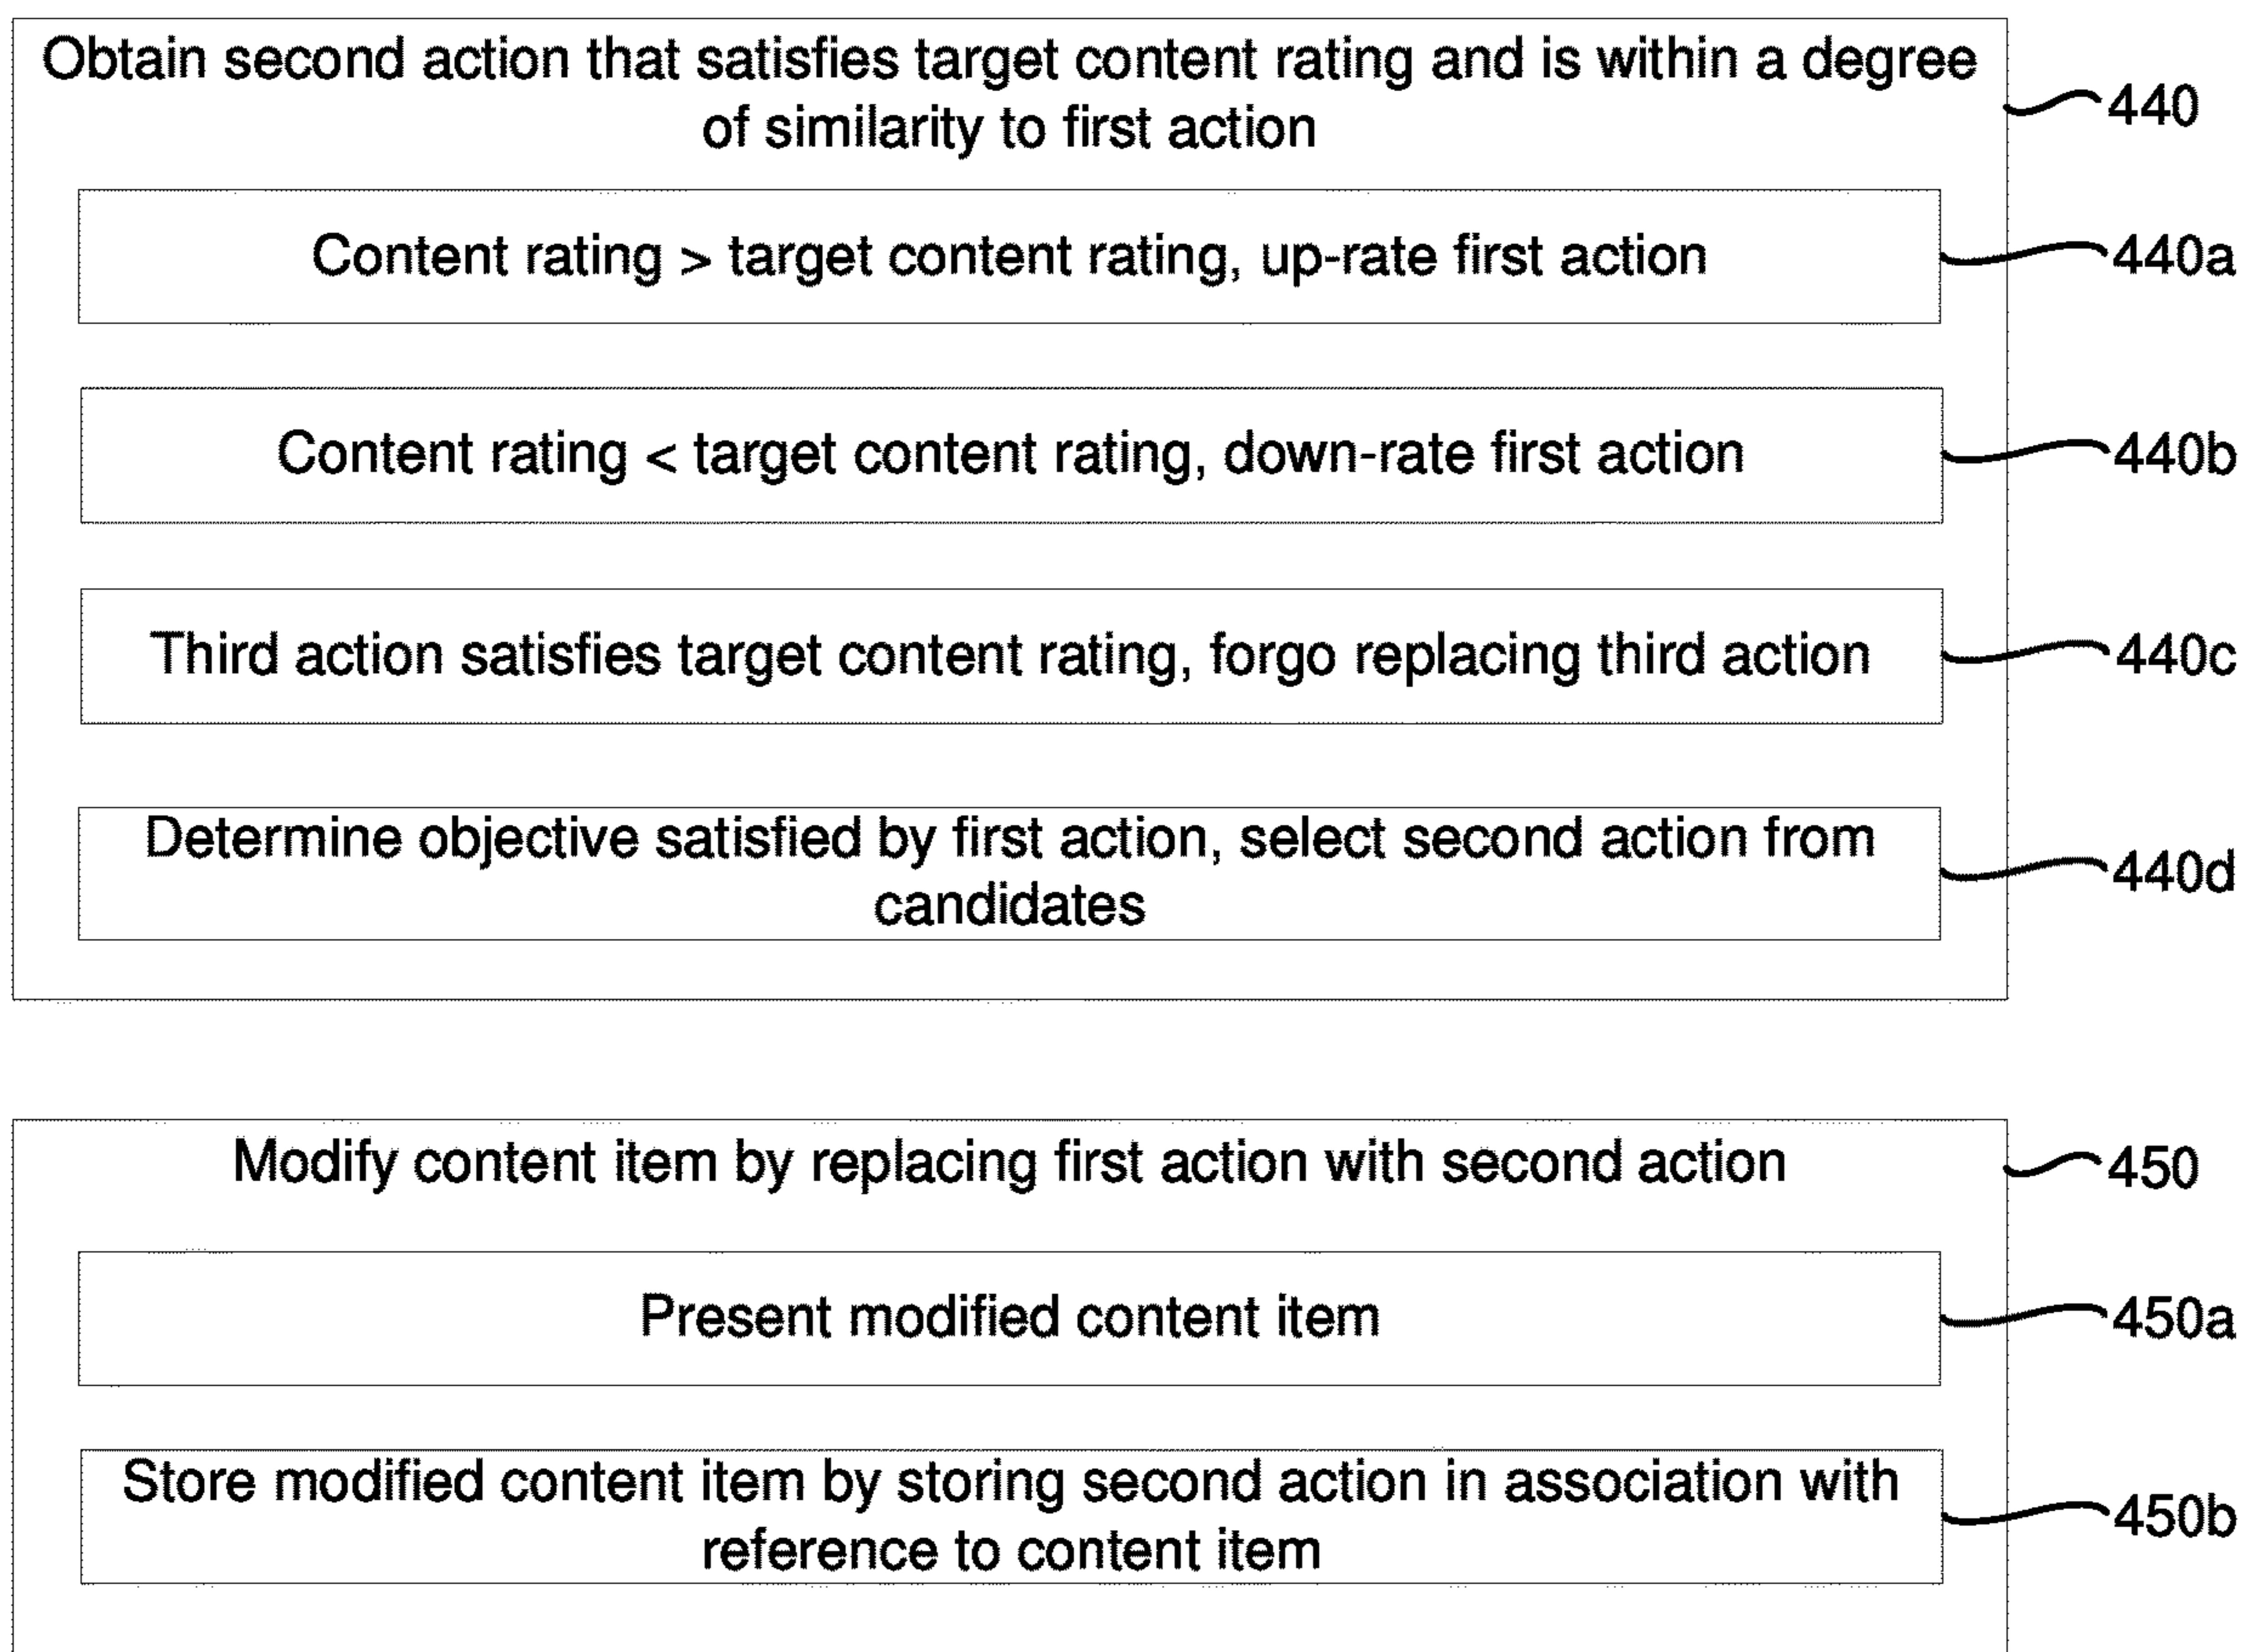 Obtain second action that satisfies target content rating and is within a degree
of similarity to first action
440
Content rating > target content rating, up-rate first action
440a
Content rating < target content rating, down-rate first action
440b
Third action satisfies target content rating, forgo replacing third action
440c
Determine objective satisfied by first action, select second action from
candidates
440d
Modify content item by replacing first action with second action
450
Present modified content item
450a
Store modified content item by storing second action in association with
reference to content item
450b